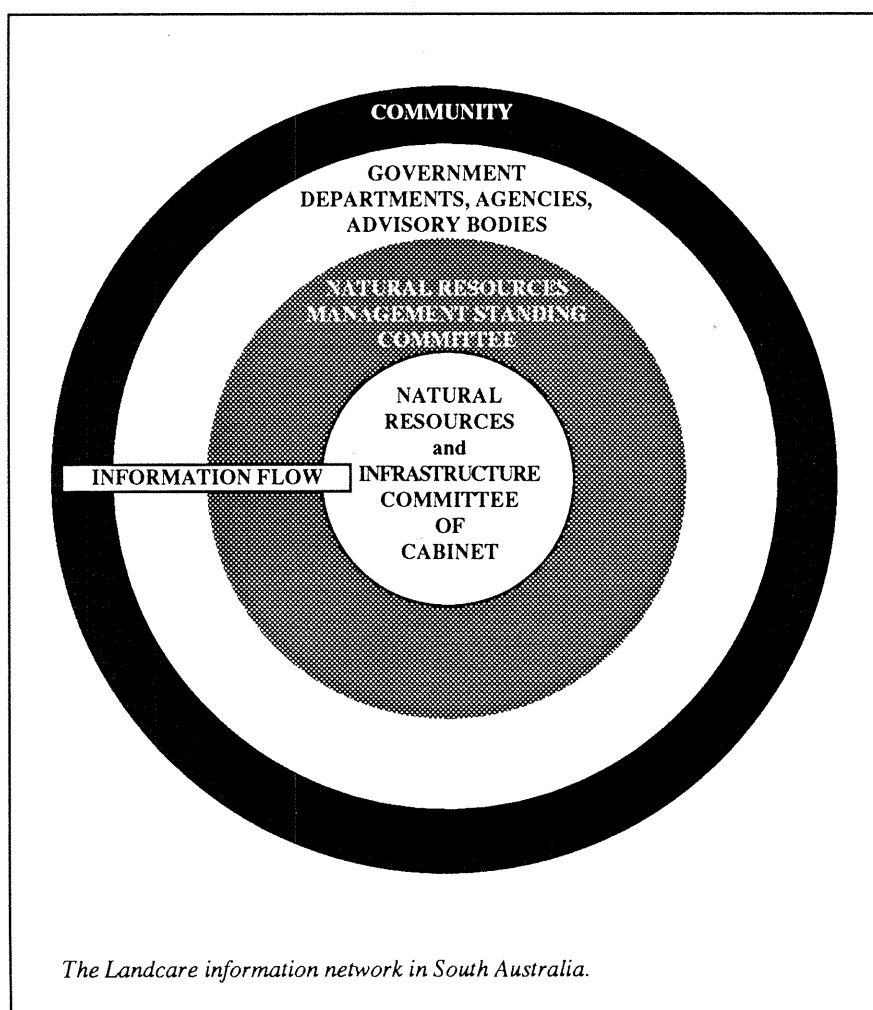 COMMUNITY
GOVERNMENT
DEPARTMENTS, AGENCIES,
ADVISORY BODIES
NATURAL RESOURCES
MANAGEMENT STANDING
COMMITTEE
NATURAL
RESOURCES
and
INFRASTRUCTURE
COMMITTEE
OF
CABINET
INFORMATION FLOW
The Landcare information network in South Australia.